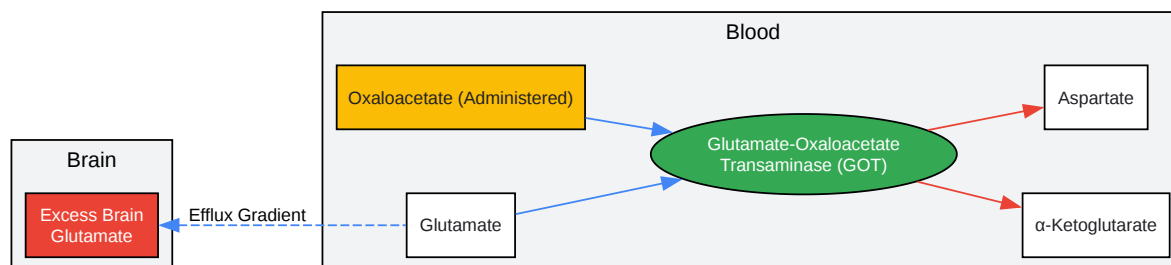 Blood
Oxaloacetate (Administered)
Aspartate
Glutamate-Oxaloacetate
Transaminase (GOT)
Brain
Excess Brain
Glutamate
Efflux Gradient
Glutamate
α-Ketoglutarate